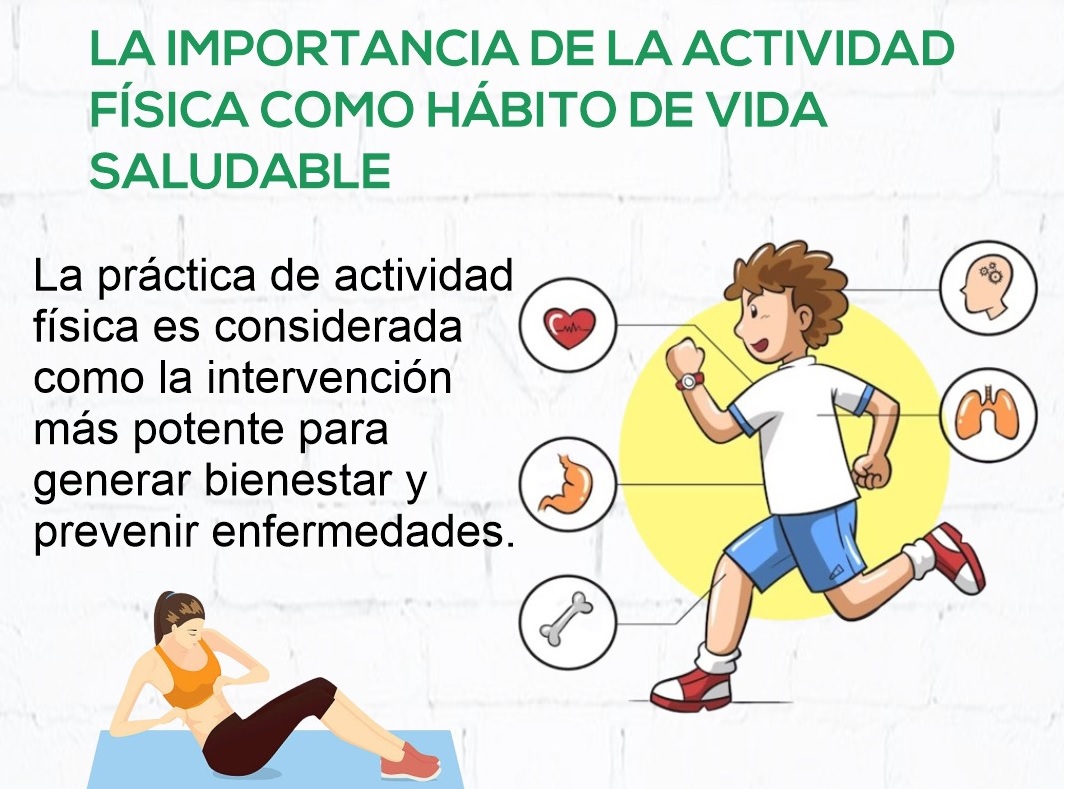 LA IMPORTANCIA DE LA ACTIVIDAD
FÍSICA COMO HÁBITO DE VIDA
SALUDABLE
La práctica de actividad
física es considerada
como la intervención
más potente para
generar bienestar y
prevenir enfermedades.